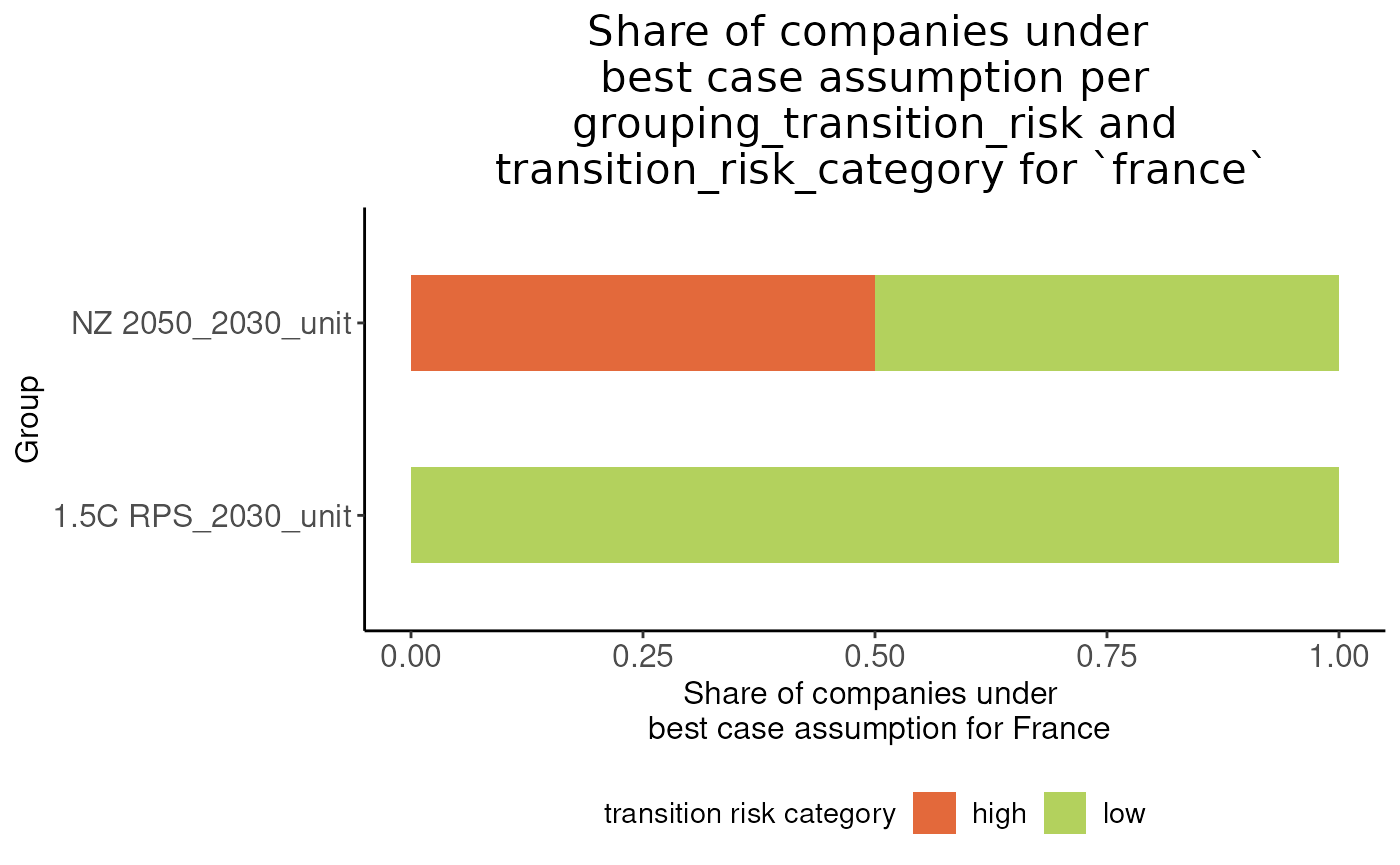 Share of companies under
best case assumption per
grouping_transition_risk and
transition_risk_category for `france`
NZ 2050_2030_unit
1.5C RPS_2030_unit
Group
0.00 0.25 0.50 0.75 1.00
Share of companies under
best case assumption for France
transition risk category high low